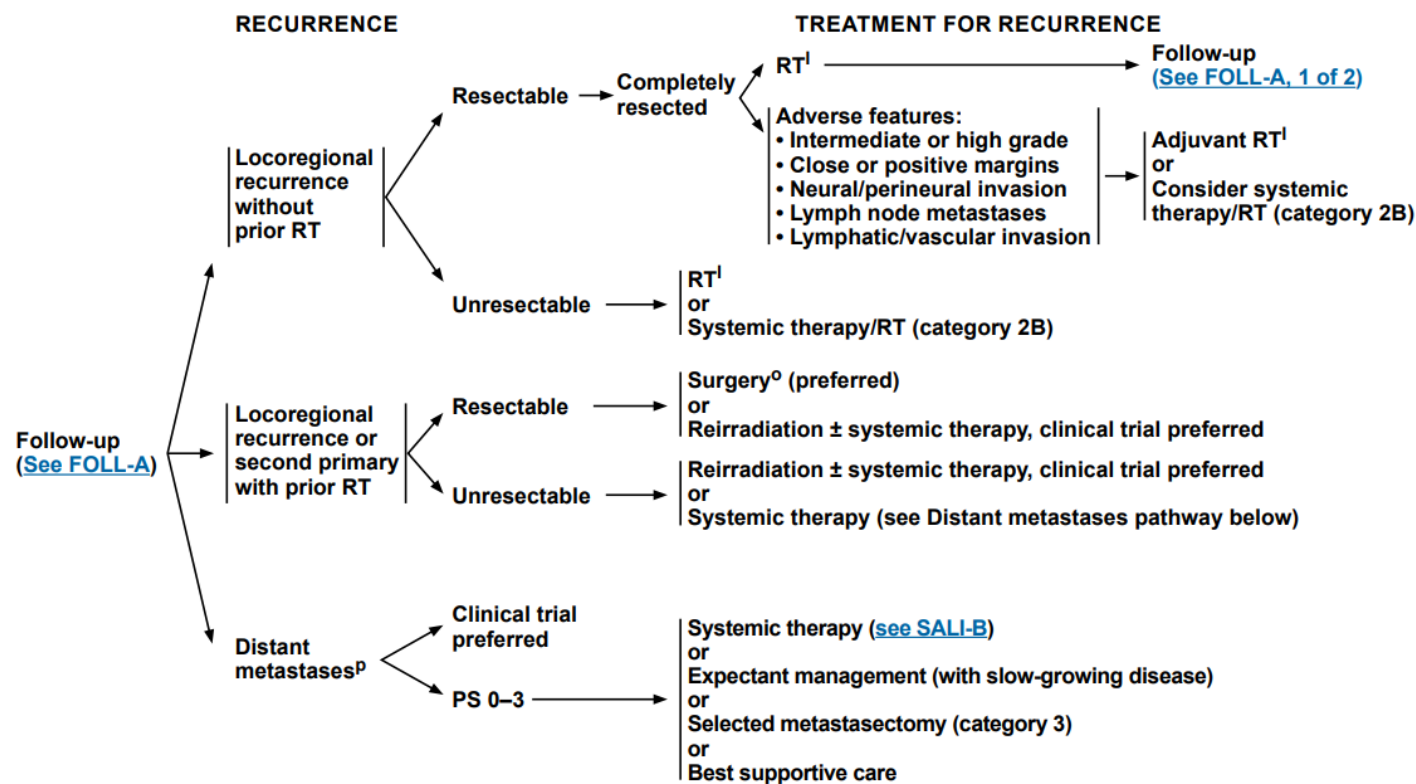 RECURRENCE
TREATMENT FOR RECURRENCE
Follow-up
(See FOLL-A)
Locoregional
recurrence
without
prior RT
Resectable
Completely
resected
RTˡ
Follow-up
(See FOLL-A, 1 of 2)
Adverse features:
• Intermediate or high grade
• Close or positive margins
• Neural/perineural invasion
• Lymph node metastases
• Lymphatic/vascular invasion
Adjuvant RTˡ
or
Consider systemic
therapy/RT (category 2B)
Unresectable
RTˡ
or
Systemic therapy/RT (category 2B)
Locoregional
recurrence or
second primary
with prior RT
Resectable
Surgeryᵒ (preferred)
or
Reirradiation ± systemic therapy, clinical trial preferred
Unresectable
Reirradiation ± systemic therapy, clinical trial preferred
or
Systemic therapy (see Distant metastases pathway below)
Distant
metastasesᵖ
Clinical trial
preferred
PS 0–3
Systemic therapy (see SALI-B)
or
Expectant management (with slow-growing disease)
or
Selected metastasectomy (category 3)
or
Best supportive care